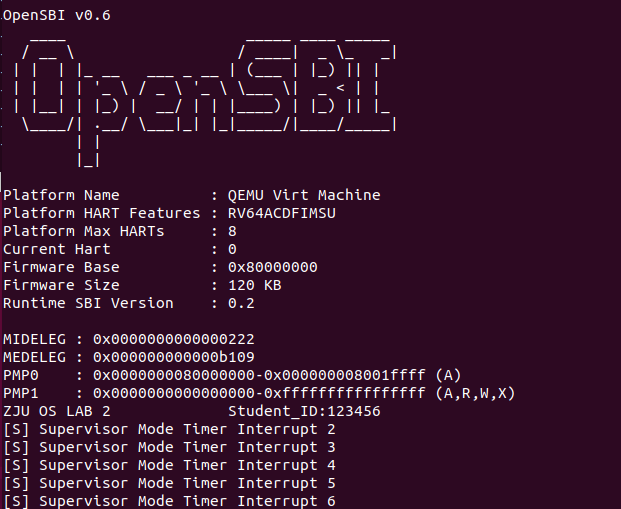 OpenSBI v0.6
OpenSBI
Platform Name : QEMU Virt Machine
Platform HART Features : RV64ACDFIMSU
Platform Max HARTs : 8
Current Hart : 0
Firmware Base : 0x80000000
Firmware Size : 120 KB
Runtime SBI Version : 0.2
MIDELEG : 0x0000000000000222
MEDELEG : 0x000000000000b109
PMP0 : 0x0000000080000000-0x000000008001ffff (A)
PMP1 : 0x0000000000000000-0xffffffffffffffff (A,R,W,X)
ZJU OS LAB 2 Student_ID:123456
[S] Supervisor Mode Timer Interrupt 2
[S] Supervisor Mode Timer Interrupt 3
[S] Supervisor Mode Timer Interrupt 4
[S] Supervisor Mode Timer Interrupt 5
[S] Supervisor Mode Timer Interrupt 6